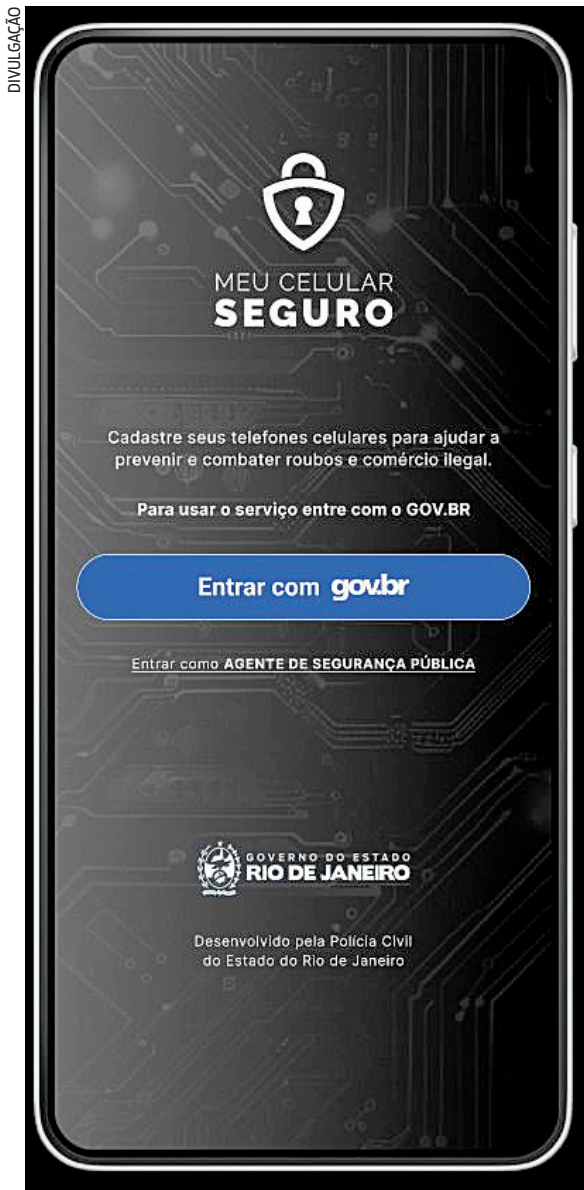 DIVULGAÇÃO
MEU CELULAR
SEGURO
Cadastre seus telefones celulares para ajudar a
prevenir e combater roubos e comércio ilegal.
Para usar o serviço entre com o GOV.BR
Entrar com gov.br
Entrar como AGENTE DE SEGURANÇA PÚBLICA
GOVERNO DO ESTADO
RIO DE JANEIRO
Desenvolvido pela Polícia Civil
do Estado do Rio de Janeiro